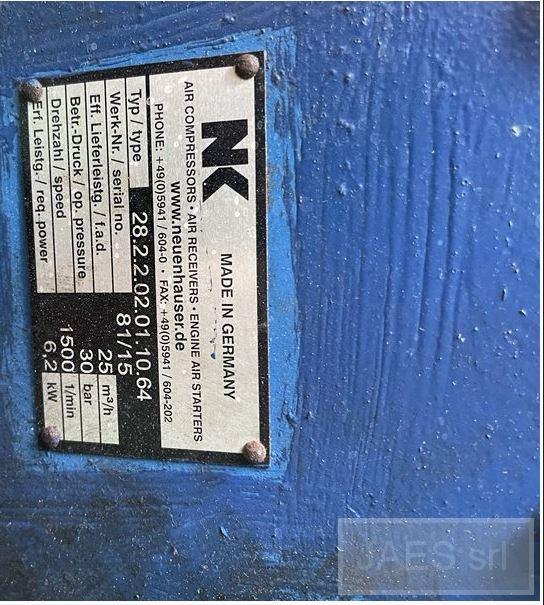 NK
MADE IN GERMANY
AIR COMPRESSORS • AIR RECEIVERS • ENGINE AIR STARTERS
www.neuenhauser.de
PHONE: +49(0)5941 / 604-0 • FAX: +49(0)5941 / 604-202
Typ / type 28.2.2.02.01.10.64
Werk-Nr. / serial no. 81/15
Eff. Lieferleistg. / f.a.d. 25 m³/h
Betr.-Druck / op. pressure 30 bar
Drehzahl / speed 1500 1/min
Erf. Leistg. / req. power 6,2 kW
JAES srl